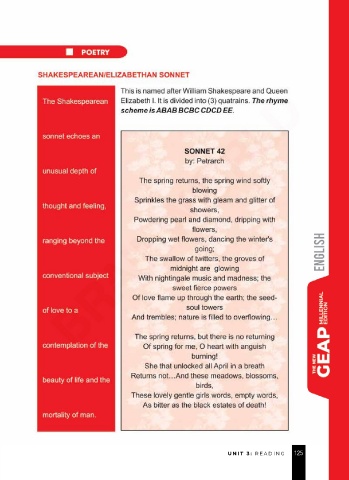 POETRY
SHAKESPEAREAN/ELIZABETHAN SONNET
The Shakespearean
sonnet echoes an
unusual depth of
thought and feeling,
ranging beyond the
conventional subject
of love to a
contemplation of the
beauty of life and the
mortality of man.
This is named after William Shakespeare and Queen
Elizabeth I. It is divided into (3) quatrains. The rhyme
scheme is ABAB BCBC CDCD EE.
SONNET 42
by: Petrarch
The spring returns, the spring wind softly
blowing
Sprinkles the grass with gleam and glitter of
showers,
Powdering pearl and diamond, dripping with
flowers,
Dropping wet flowers, dancing the winter's
going;
The swallow of twitters, the groves of
midnight are glowing
With nightingale music and madness; the
sweet fierce powers
Of love flame up through the earth; the seed-
soul towers
And trembles; nature is filled to overflowing…
The spring returns, but there is no returning
Of spring for me, O heart with anguish
burning!
She that unlocked all April in a breath
Returns not…And these meadows, blossoms,
birds,
These lovely gentle girls words, empty words,
As bitter as the black estates of death!
ENGLISH
THE NEW
GEAP
MILLENNIAL
EDITION
UNIT 3: READING
125